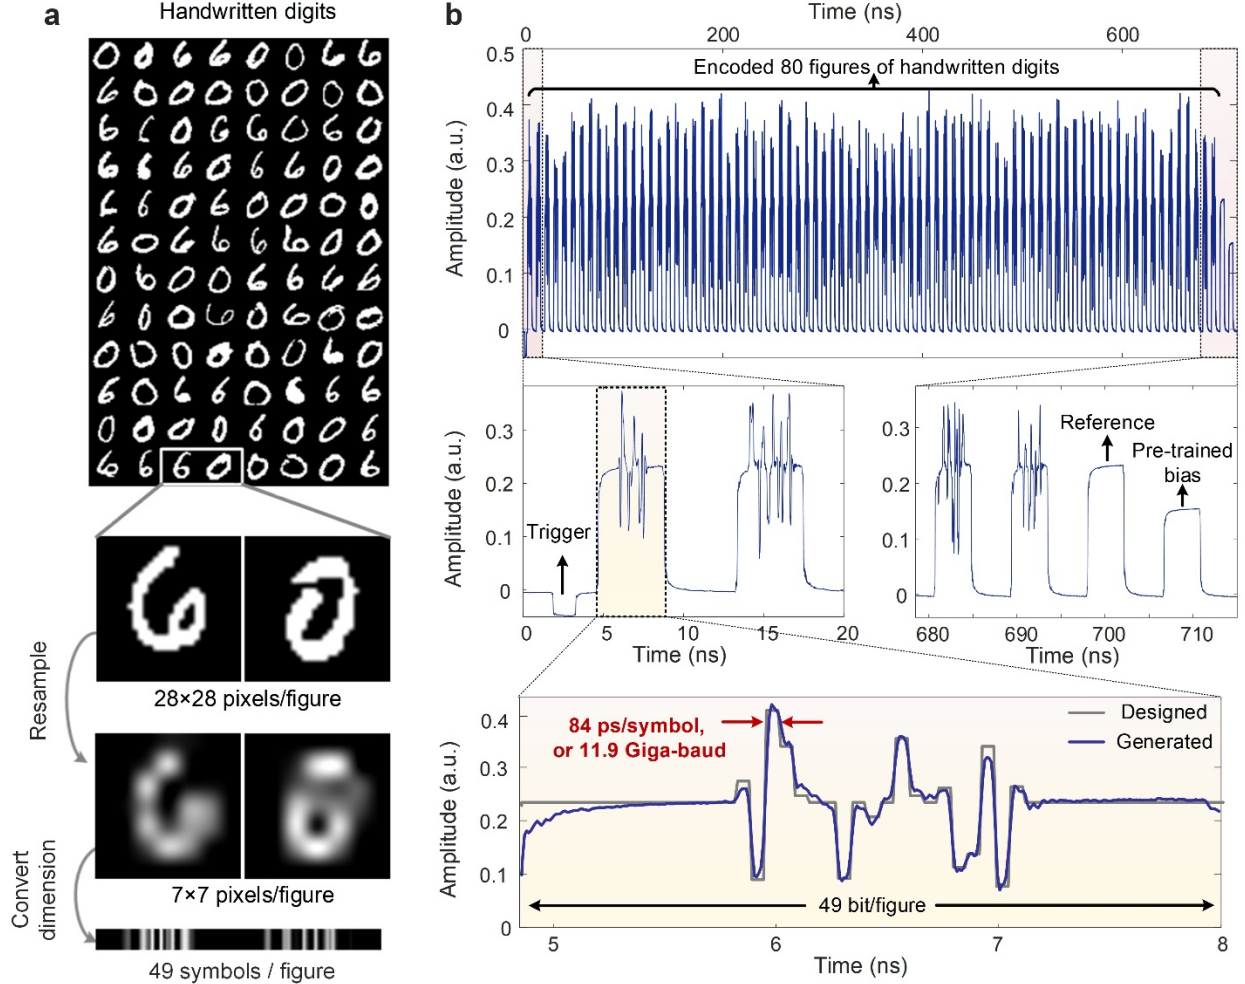 a
Handwritten digits
28×28 pixels/figure
Resample
7×7 pixels/figure
Convert
dimension
49 symbols / figure
b
Time (ns)
0 200 400 600
Encoded 80 figures of handwritten digits
Amplitude (a.u.)
0.5
0.4
0.3
0.2
0.1
0
Amplitude (a.u.)
0.3
0.2
0.1
0
Trigger
0 5 10 15 20
Time (ns)
0.3
0.2
0.1
0
Reference
Pre-trained
bias
680 690 700 710
Time (ns)
Amplitude (a.u.)
0.4
0.3
0.2
0.1
0
84 ps/symbol,
or 11.9 Giga-baud
Designed
Generated
49 bit/figure
5 6 7 8
Time (ns)